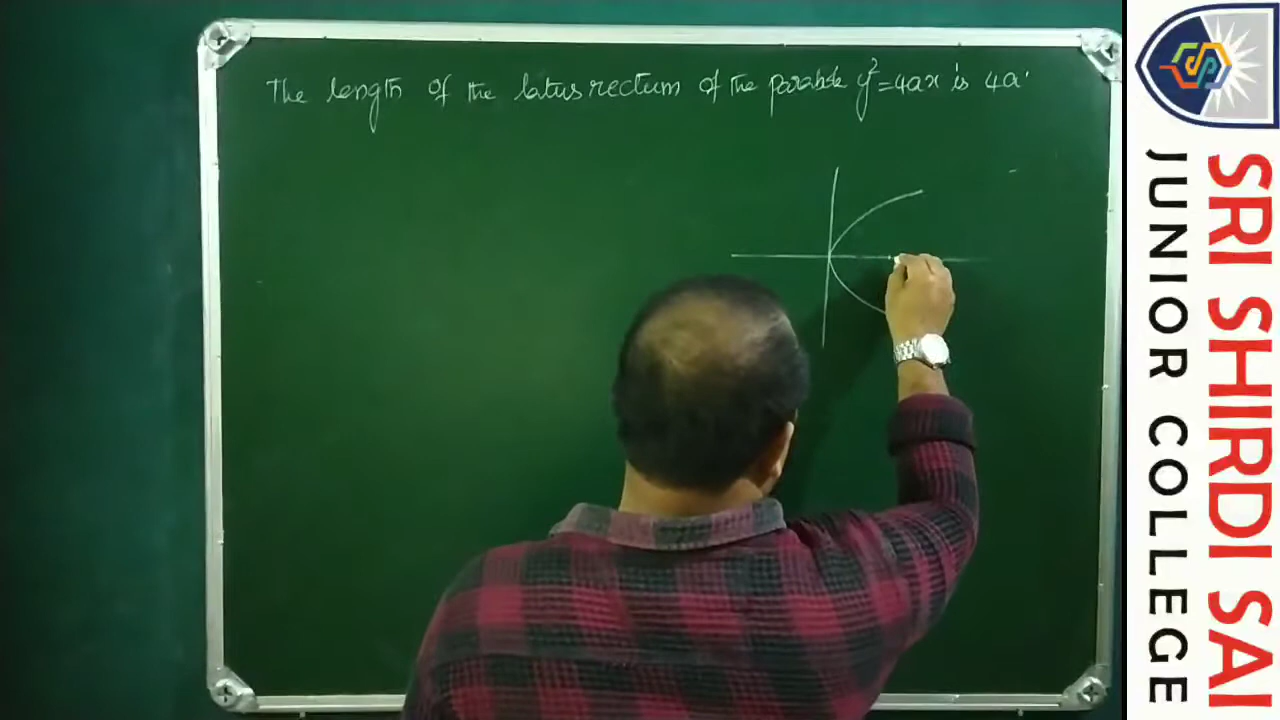 The length of the latus rectum of the parabola y²=4ax is 4a.
SRI SHIRDI SAI
JUNIOR COLLEGE